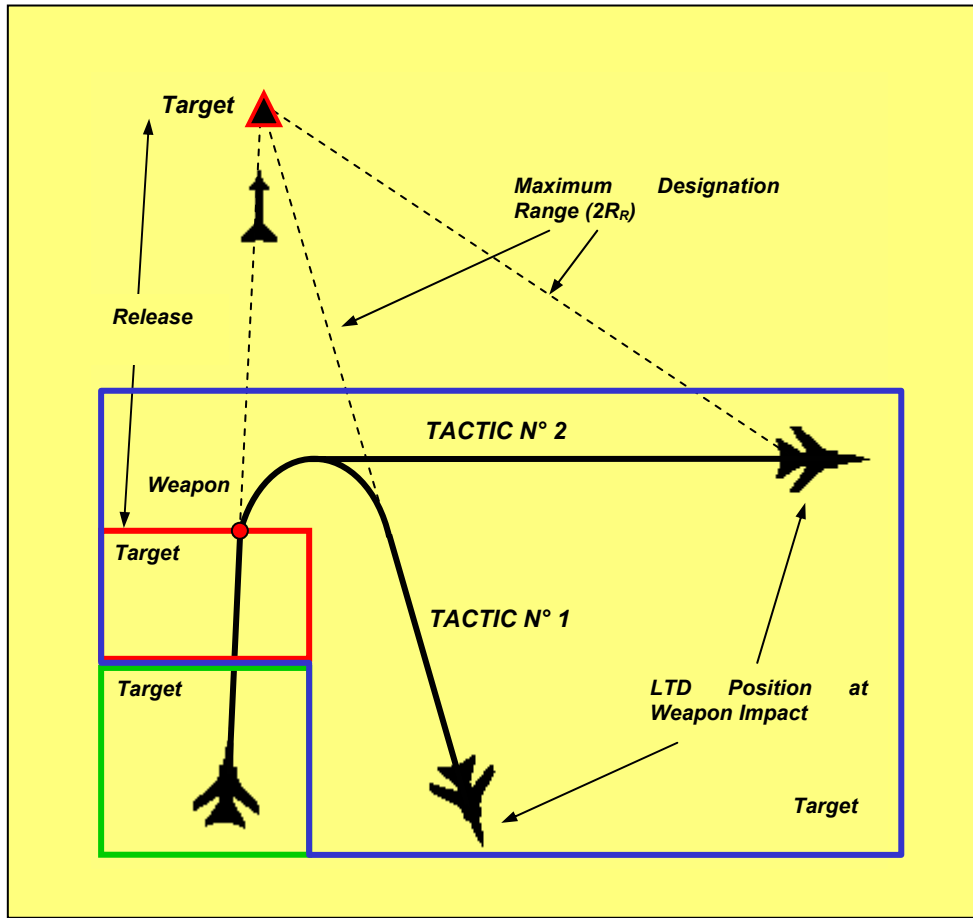 Target
Maximum Designation
Range (2RR)
Release
TACTIC N° 2
Weapon
Target
TACTIC N° 1
Target
LTD Position at
Weapon Impact
Target